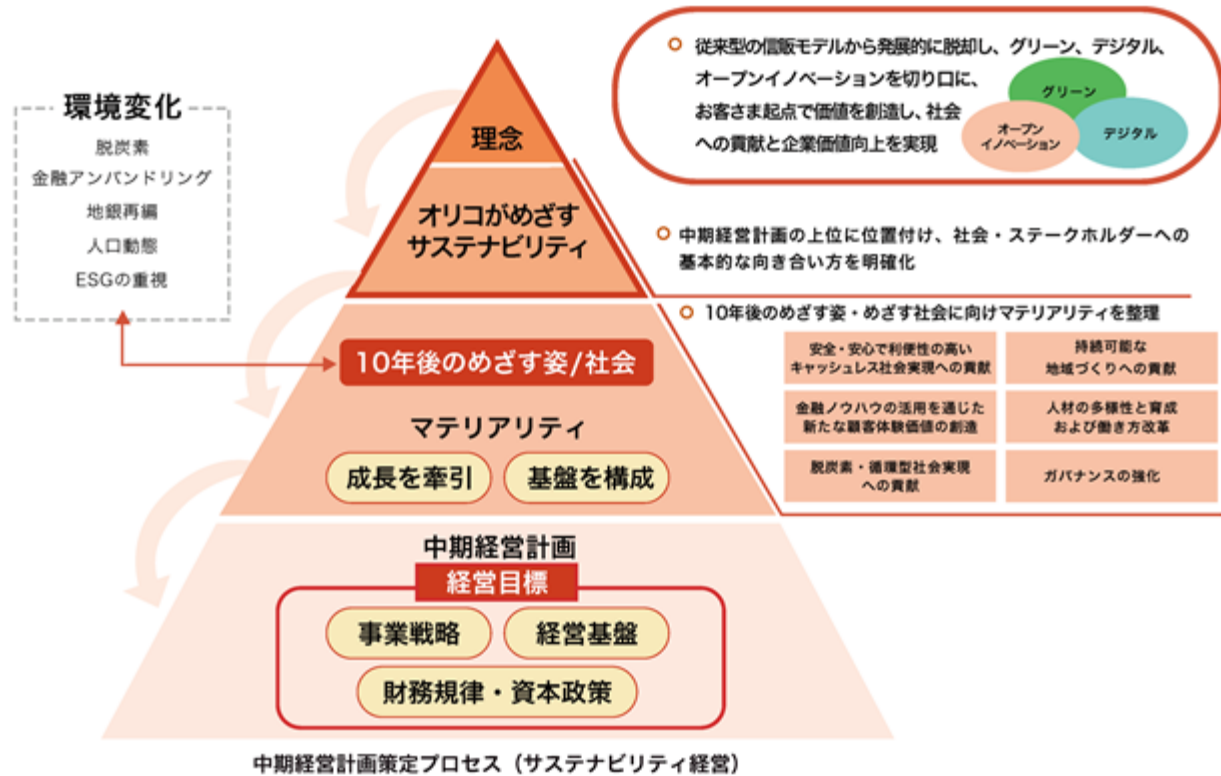 環境変化
脱炭素
金融アンバンドリング
地銀再編
人口動態
ESGの重視
理念
オリコがめざす
サステナビリティ
10年後のめざす姿/社会
マテリアリティ
成長を牽引
基盤を構成
中期経営計画
経営目標
事業戦略
経営基盤
財務規律・資本政策
従来型の信販モデルから発展的に脱却し、グリーン、デジタル、
オープンイノベーションを切り口に、
お客さま起点で価値を創造し、社会
への貢献と企業価値向上を実現
グリーン
オープン
イノベーション
デジタル
中期経営計画の上位に位置付け、社会・ステークホルダーへの
基本的な向き合い方を明確化
10年後のめざす姿・めざす社会に向けマテリアリティを整理
安全・安心で利便性の高い
キャッシュレス社会実現への貢献
持続可能な
地域づくりへの貢献
金融ノウハウの活用を通じた
新たな顧客体験価値の創造
人材の多様性と育成
および働き方改革
脱炭素・循環型社会実現
への貢献
ガバナンスの強化
中期経営計画策定プロセス（サステナビリティ経営）